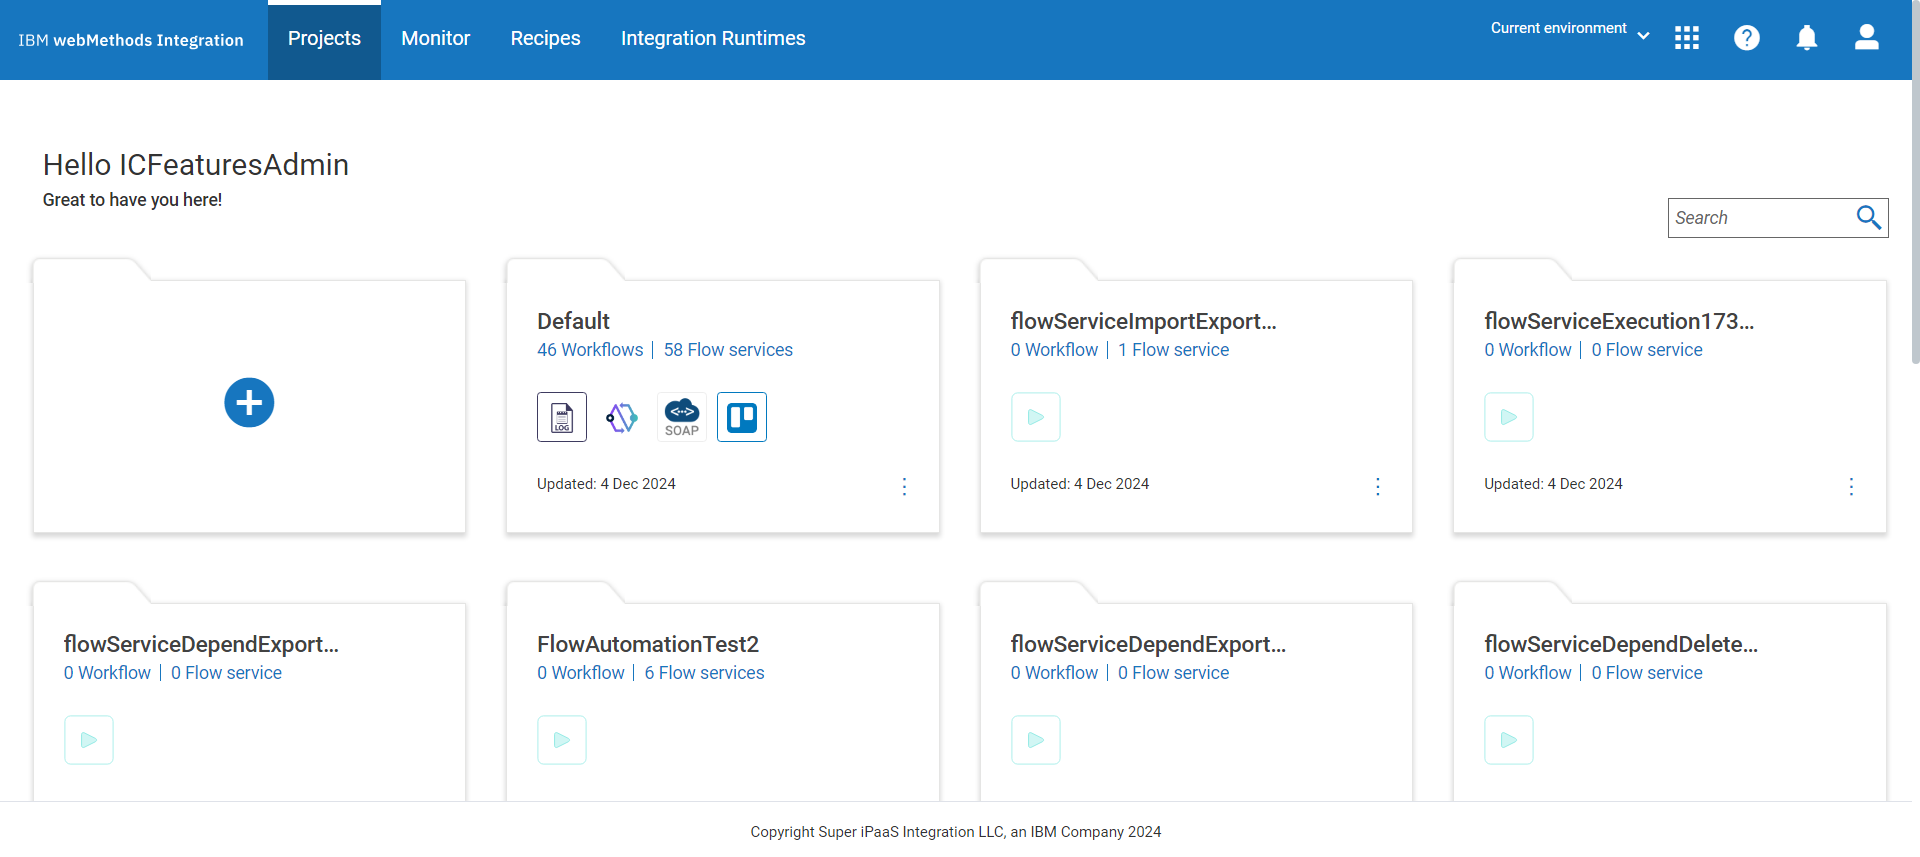 IBM webMethods Integration
Projects
Monitor
Recipes
Integration Runtimes
Current environment
Hello ICFeaturesAdmin
Great to have you here!
Search
Default
46 Workflows | 58 Flow services
LOG
SOAP
Updated: 4 Dec 2024
flowServiceImportExport...
0 Workflow | 1 Flow service
Updated: 4 Dec 2024
flowServiceExecution173...
0 Workflow | 0 Flow service
Updated: 4 Dec 2024
flowServiceDependExport...
0 Workflow | 0 Flow service
FlowAutomationTest2
0 Workflow | 6 Flow services
flowServiceDependExport...
0 Workflow | 0 Flow service
flowServiceDependDelete...
0 Workflow | 0 Flow service
Copyright Super iPaaS Integration LLC, an IBM Company 2024